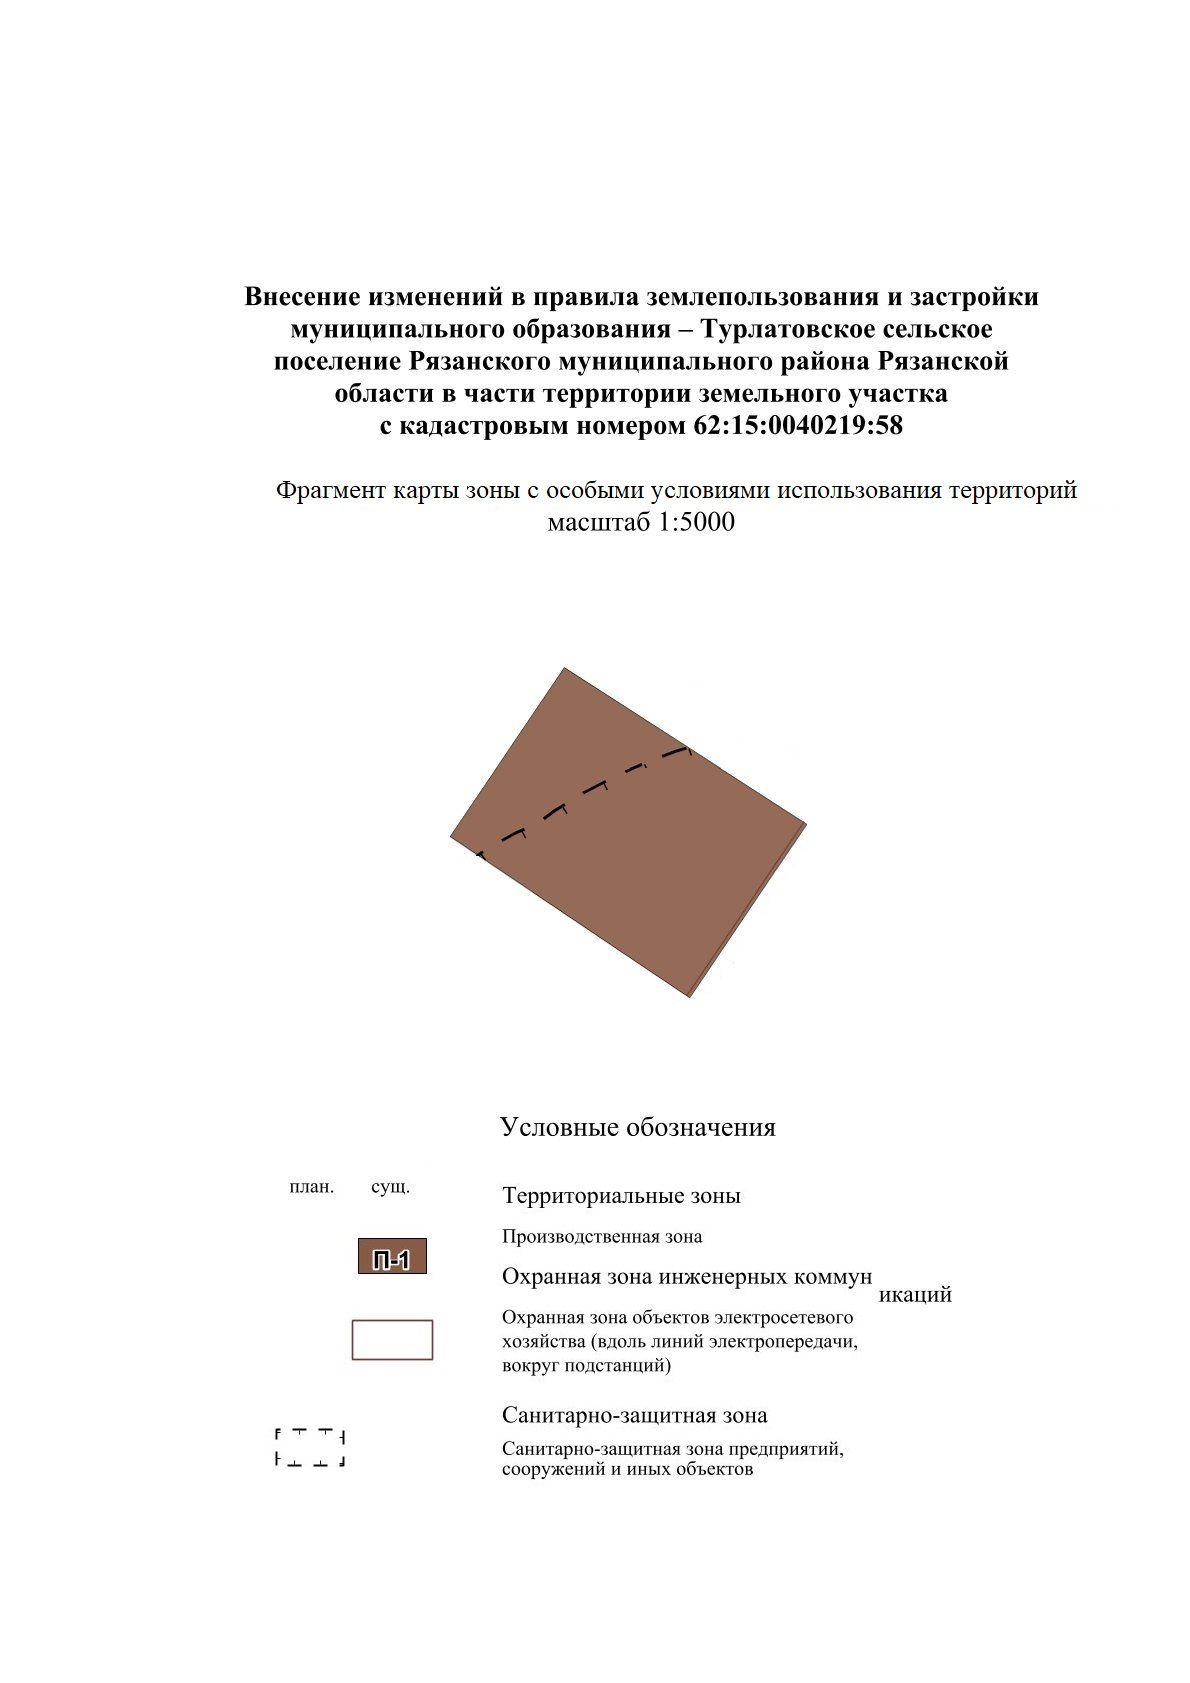 Внесение изменений в правила землепользования и застройки
муниципального образования – Турлатовское сельское
поселение Рязанского муниципального района Рязанской
области в части территории земельного участка
с кадастровым номером 62:15:0040219:58
Фрагмент карты зоны с особыми условиями использования территорий
масштаб 1:5000
Условные обозначения
план. сущ.
Территориальные зоны
Производственная зона
П-1
Охранная зона инженерных коммун
икаций
Охранная зона объектов электросетевого
хозяйства (вдоль линий электропередачи,
вокруг подстанций)
Санитарно-защитная зона
Санитарно-защитная зона предприятий,
сооружений и иных объектов